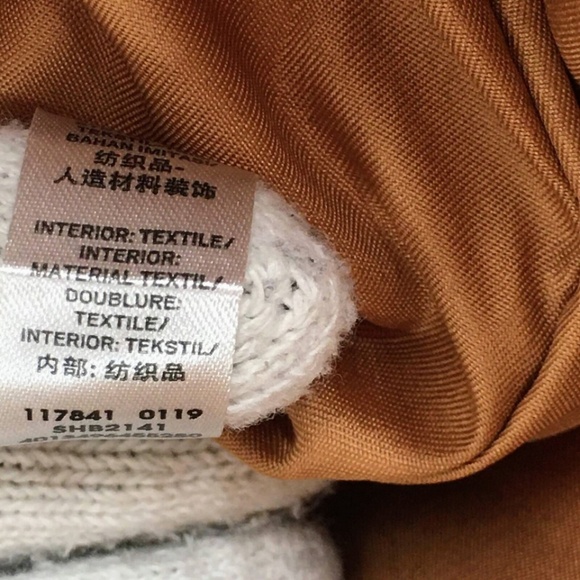 BAHAN IMITASI
纺织品-
人造材料装饰
INTERIOR: TEXTILE/
INTERIOR:
MATERIAL TEXTIL/
DOUBLURE:
TEXTILE/
INTERIOR: TEKSTIL/
内部: 纺织品
117841 0119
SHB2141